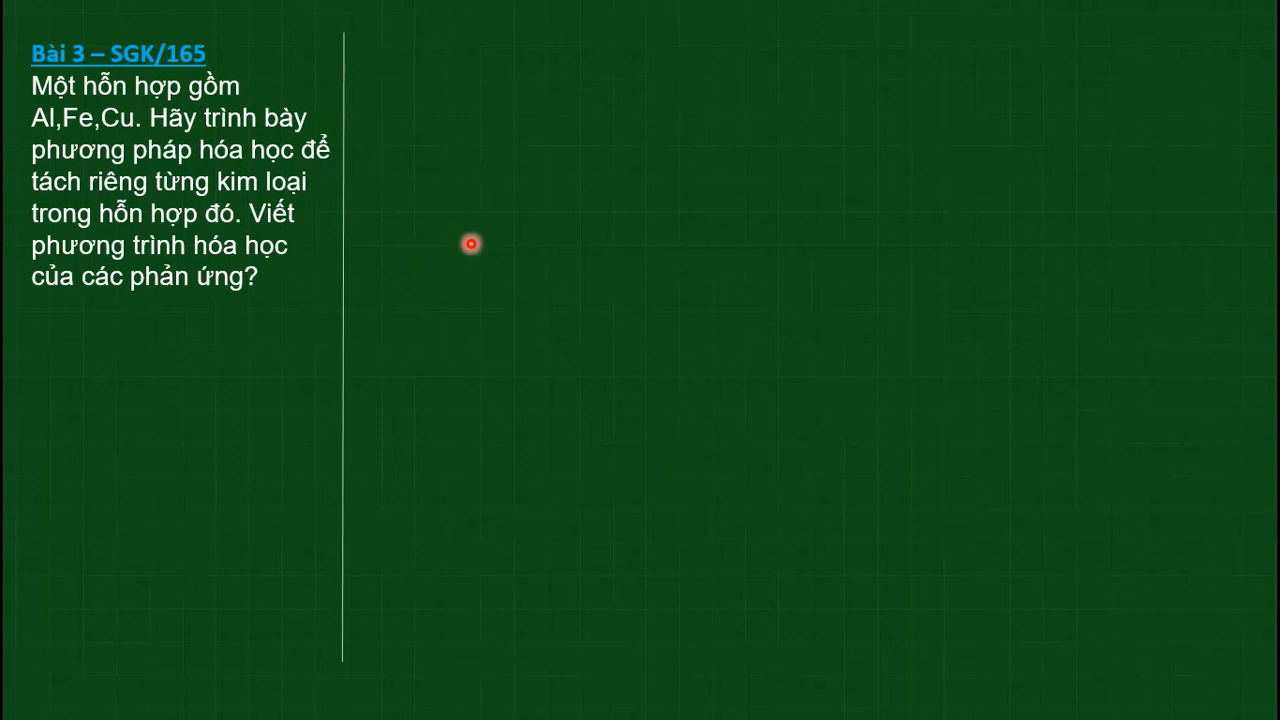 Bài 3 – SGK/165
Một hỗn hợp gồm
Al,Fe,Cu. Hãy trình bày
phương pháp hóa học để
tách riêng từng kim loại
trong hỗn hợp đó. Viết
phương trình hóa học
của các phản ứng?